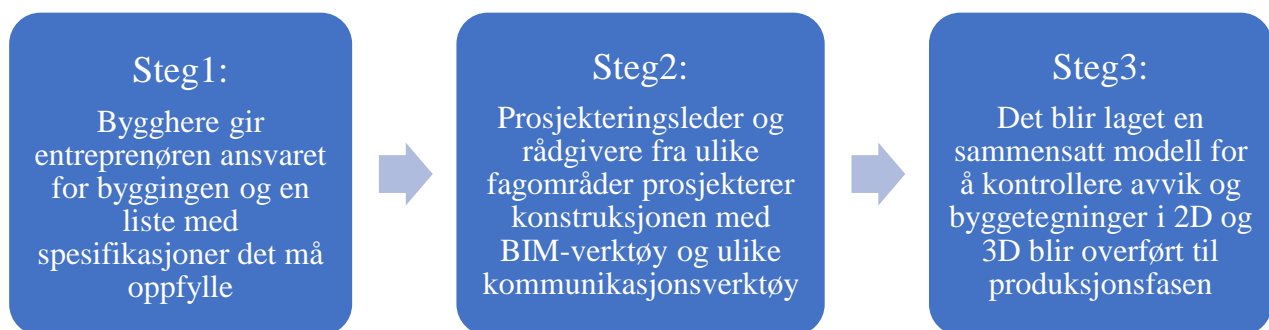 Steg1:
Bygghere gir
entreprenøren ansvaret
for byggingen og en
liste med
spesifikasjoner det må
oppfylle
Steg2:
Prosjekteringsleder og
rådgivere fra ulike
fagområder prosjekterer
konstruksjonen med
BIM-verktøy og ulike
kommunikasjonsverktøy
Steg3:
Det blir laget en
sammensatt modell for
å kontrollere avvik og
byggetegninger i 2D og
3D blir overført til
produksjonsfasen